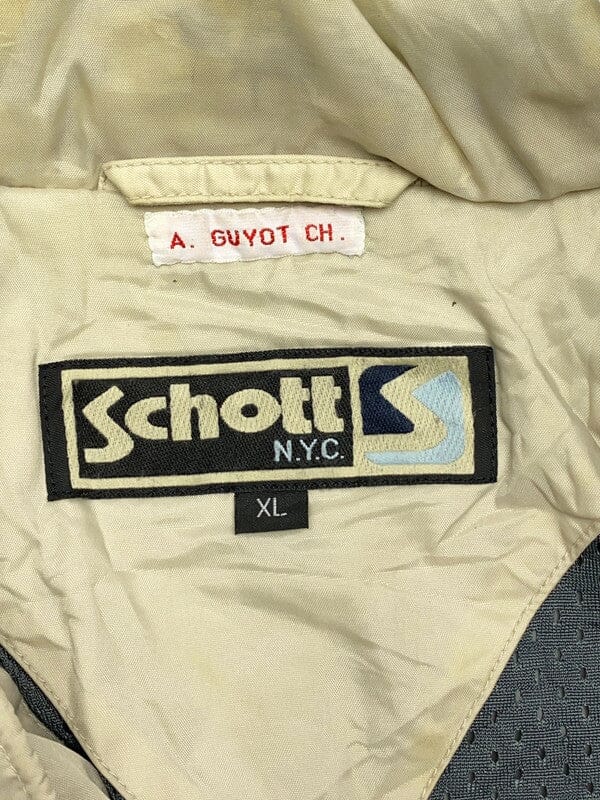 A. GUYOT CH.
Schott
N.Y.C.
S
XL